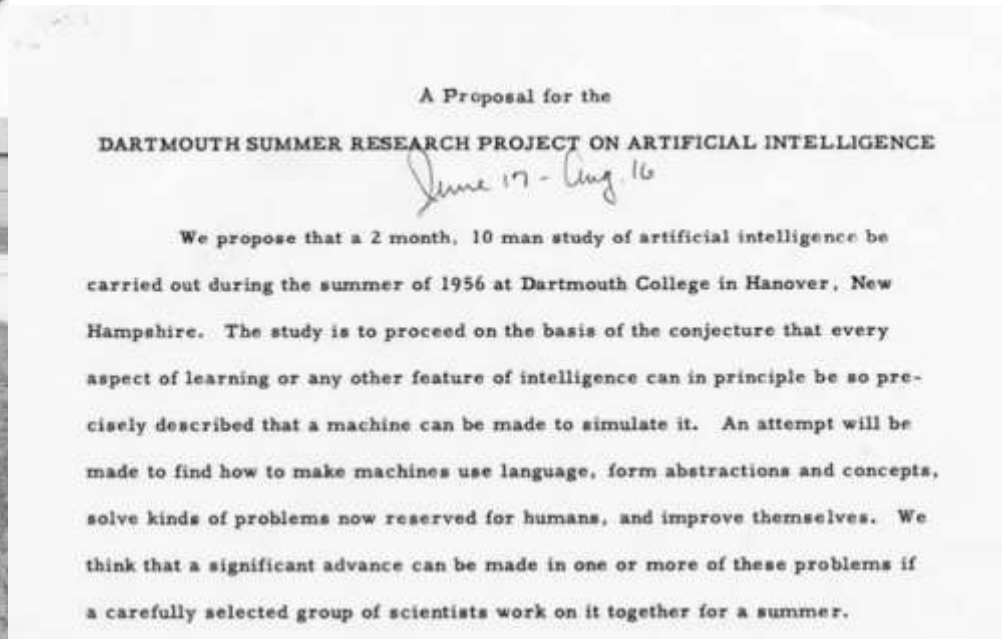 A Proposal for the
DARTMOUTH SUMMER RESEARCH PROJECT ON ARTIFICIAL INTELLIGENCE
June 17 - Aug. 16
We propose that a 2 month, 10 man study of artificial intelligence be
carried out during the summer of 1956 at Dartmouth College in Hanover, New
Hampshire. The study is to proceed on the basis of the conjecture that every
aspect of learning or any other feature of intelligence can in principle be so pre-
cisely described that a machine can be made to simulate it. An attempt will be
made to find how to make machines use language, form abstractions and concepts,
solve kinds of problems now reserved for humans, and improve themselves. We
think that a significant advance can be made in one or more of these problems if
a carefully selected group of scientists work on it together for a summer.